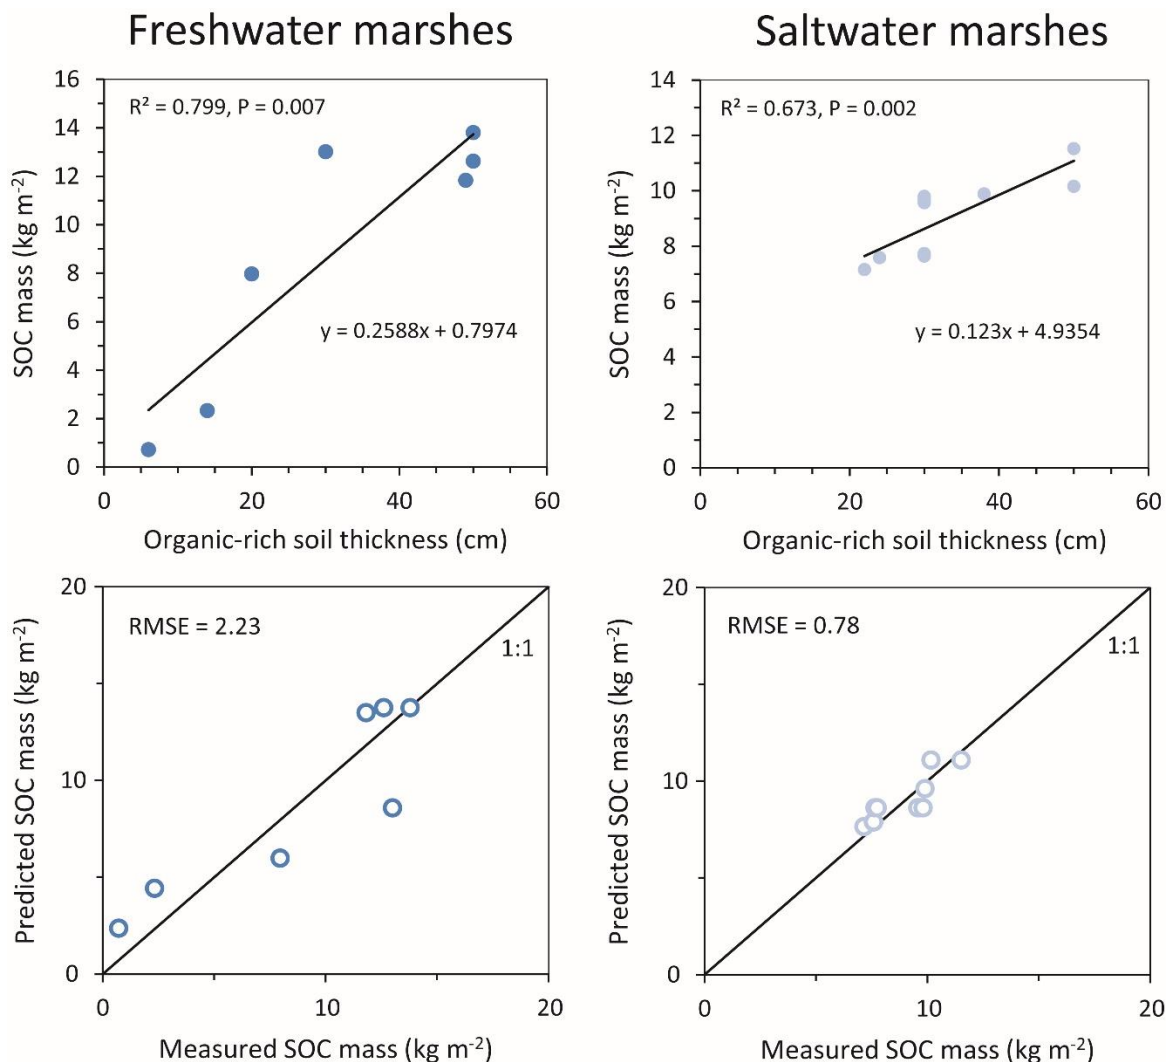 Freshwater marshes
SOC mass (kg m⁻²)
16
14
12
10
8
6
4
2
0
R² = 0.799, P = 0.007
y = 0.2588x + 0.7974
0 20 40 60
Organic-rich soil thickness (cm)
Saltwater marshes
SOC mass (kg m⁻²)
14
12
10
8
6
4
2
0
R² = 0.673, P = 0.002
y = 0.123x + 4.9354
0 20 40 60
Organic-rich soil thickness (cm)
Predicted SOC mass (kg m⁻²)
20
10
0
RMSE = 2.23
1:1
0 10 20
Measured SOC mass (kg m⁻²)
Predicted SOC mass (kg m⁻²)
20
10
0
RMSE = 0.78
1:1
0 10 20
Measured SOC mass (kg m⁻²)